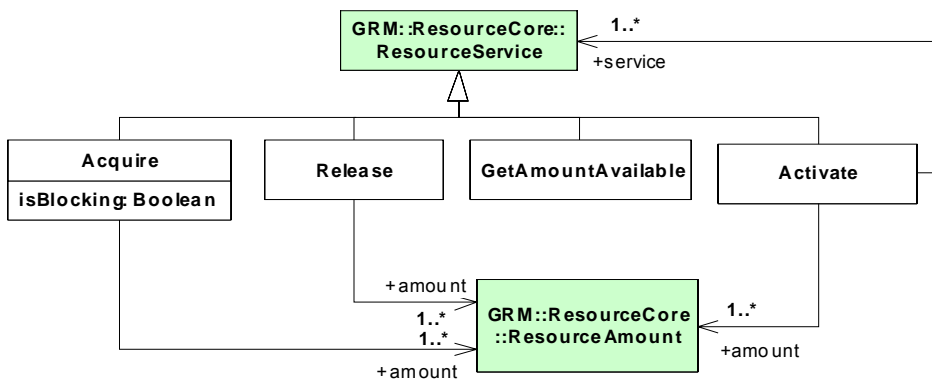 GRM::ResourceCore::
ResourceService
1..*
+service
Acquire
isBlocking: Boolean
Release
GetAmountAvailable
Activate
+amount
1..*
1..*
+amount
GRM::ResourceCore
::ResourceAmount
1..*
+amount